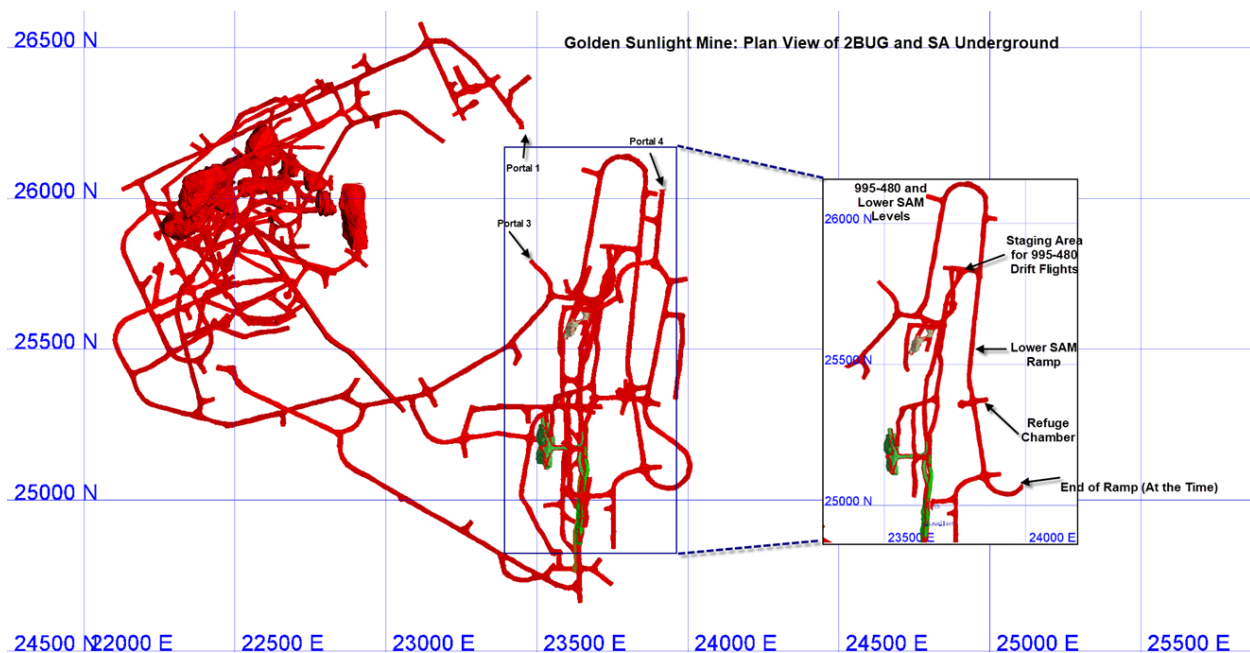 Golden Sunlight Mine: Plan View of 2BUG and SA Underground
26500 N
Portal 1
Portal 4
26000 N
Portal 3
25500 N
25000 N
24500 N
22000 E
22500 E
23000 E
23500 E
24000 E
24500 E
25000 E
25500 E
995-480 and
Lower SAM
Levels
26000 N
Staging Area
for 995-480
Drift Flights
25500 N
Lower SAM
Ramp
Refuge
Chamber
End of Ramp (At the Time)
25000 N
23500 E
24000 E